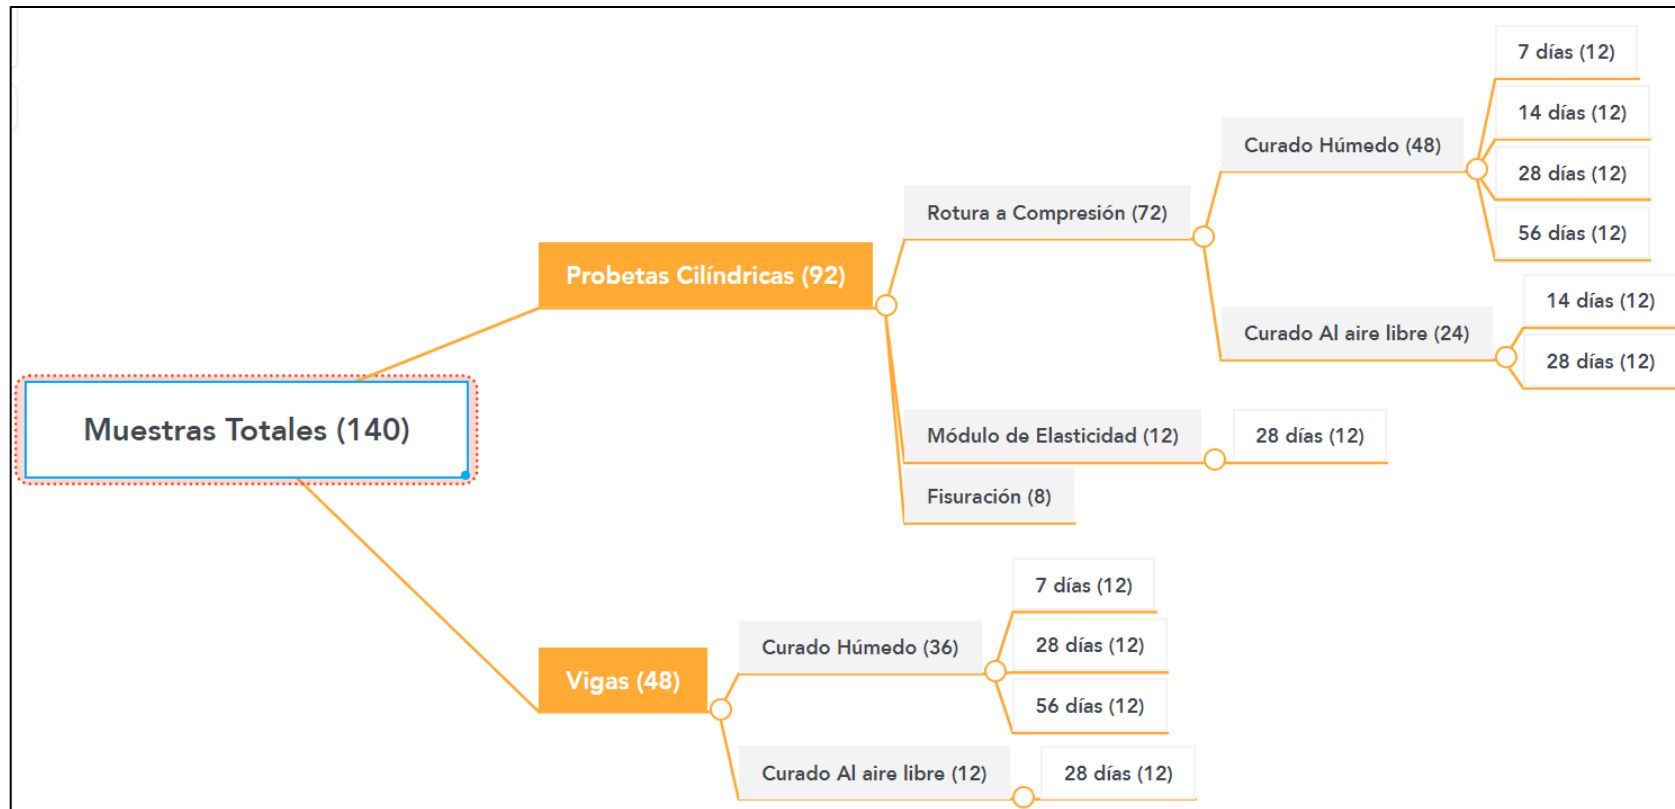 Muestras Totales (140)
Probetas Cilíndricas (92)
Rotura a Compresión (72)
Curado Húmedo (48)
7 días (12)
14 días (12)
28 días (12)
56 días (12)
Curado Al aire libre (24)
14 días (12)
28 días (12)
Módulo de Elasticidad (12)
28 días (12)
Fisuración (8)
Vigas (48)
Curado Húmedo (36)
7 días (12)
28 días (12)
56 días (12)
Curado Al aire libre (12)
28 días (12)